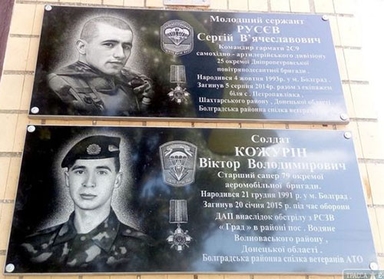 Молодший сержант
РУСЄВ
Сергій В'ячеславович
Командир гармати 2С9
самохідно - артилерійського дивізіону
25 окремої Дніпропетровської
повітрянодесантної бригади.
Народився 4 жовтня 1995р. у м. Болград.
Загинув 5 серпня 2014р. разом з екіпажем
біля с. Петропавлівка,
Шахтарського району, Донецької області
Болградська районна спілка ветеранів
Солдат
КОЖУРІН
Віктор Володимирович
Старший сапер 79 окремої
аеромобільної бригади.
Народився 21 грудня 1991 р. у м. Болград.
Загинув 20 січня 2015 р. під час оборони
ДАП внаслідок обстрілу з РСЗВ
«Град» в районі пос. Водяне
Волноваського району,
Донецької області.
Болградська районна спілка ветеранів АТО